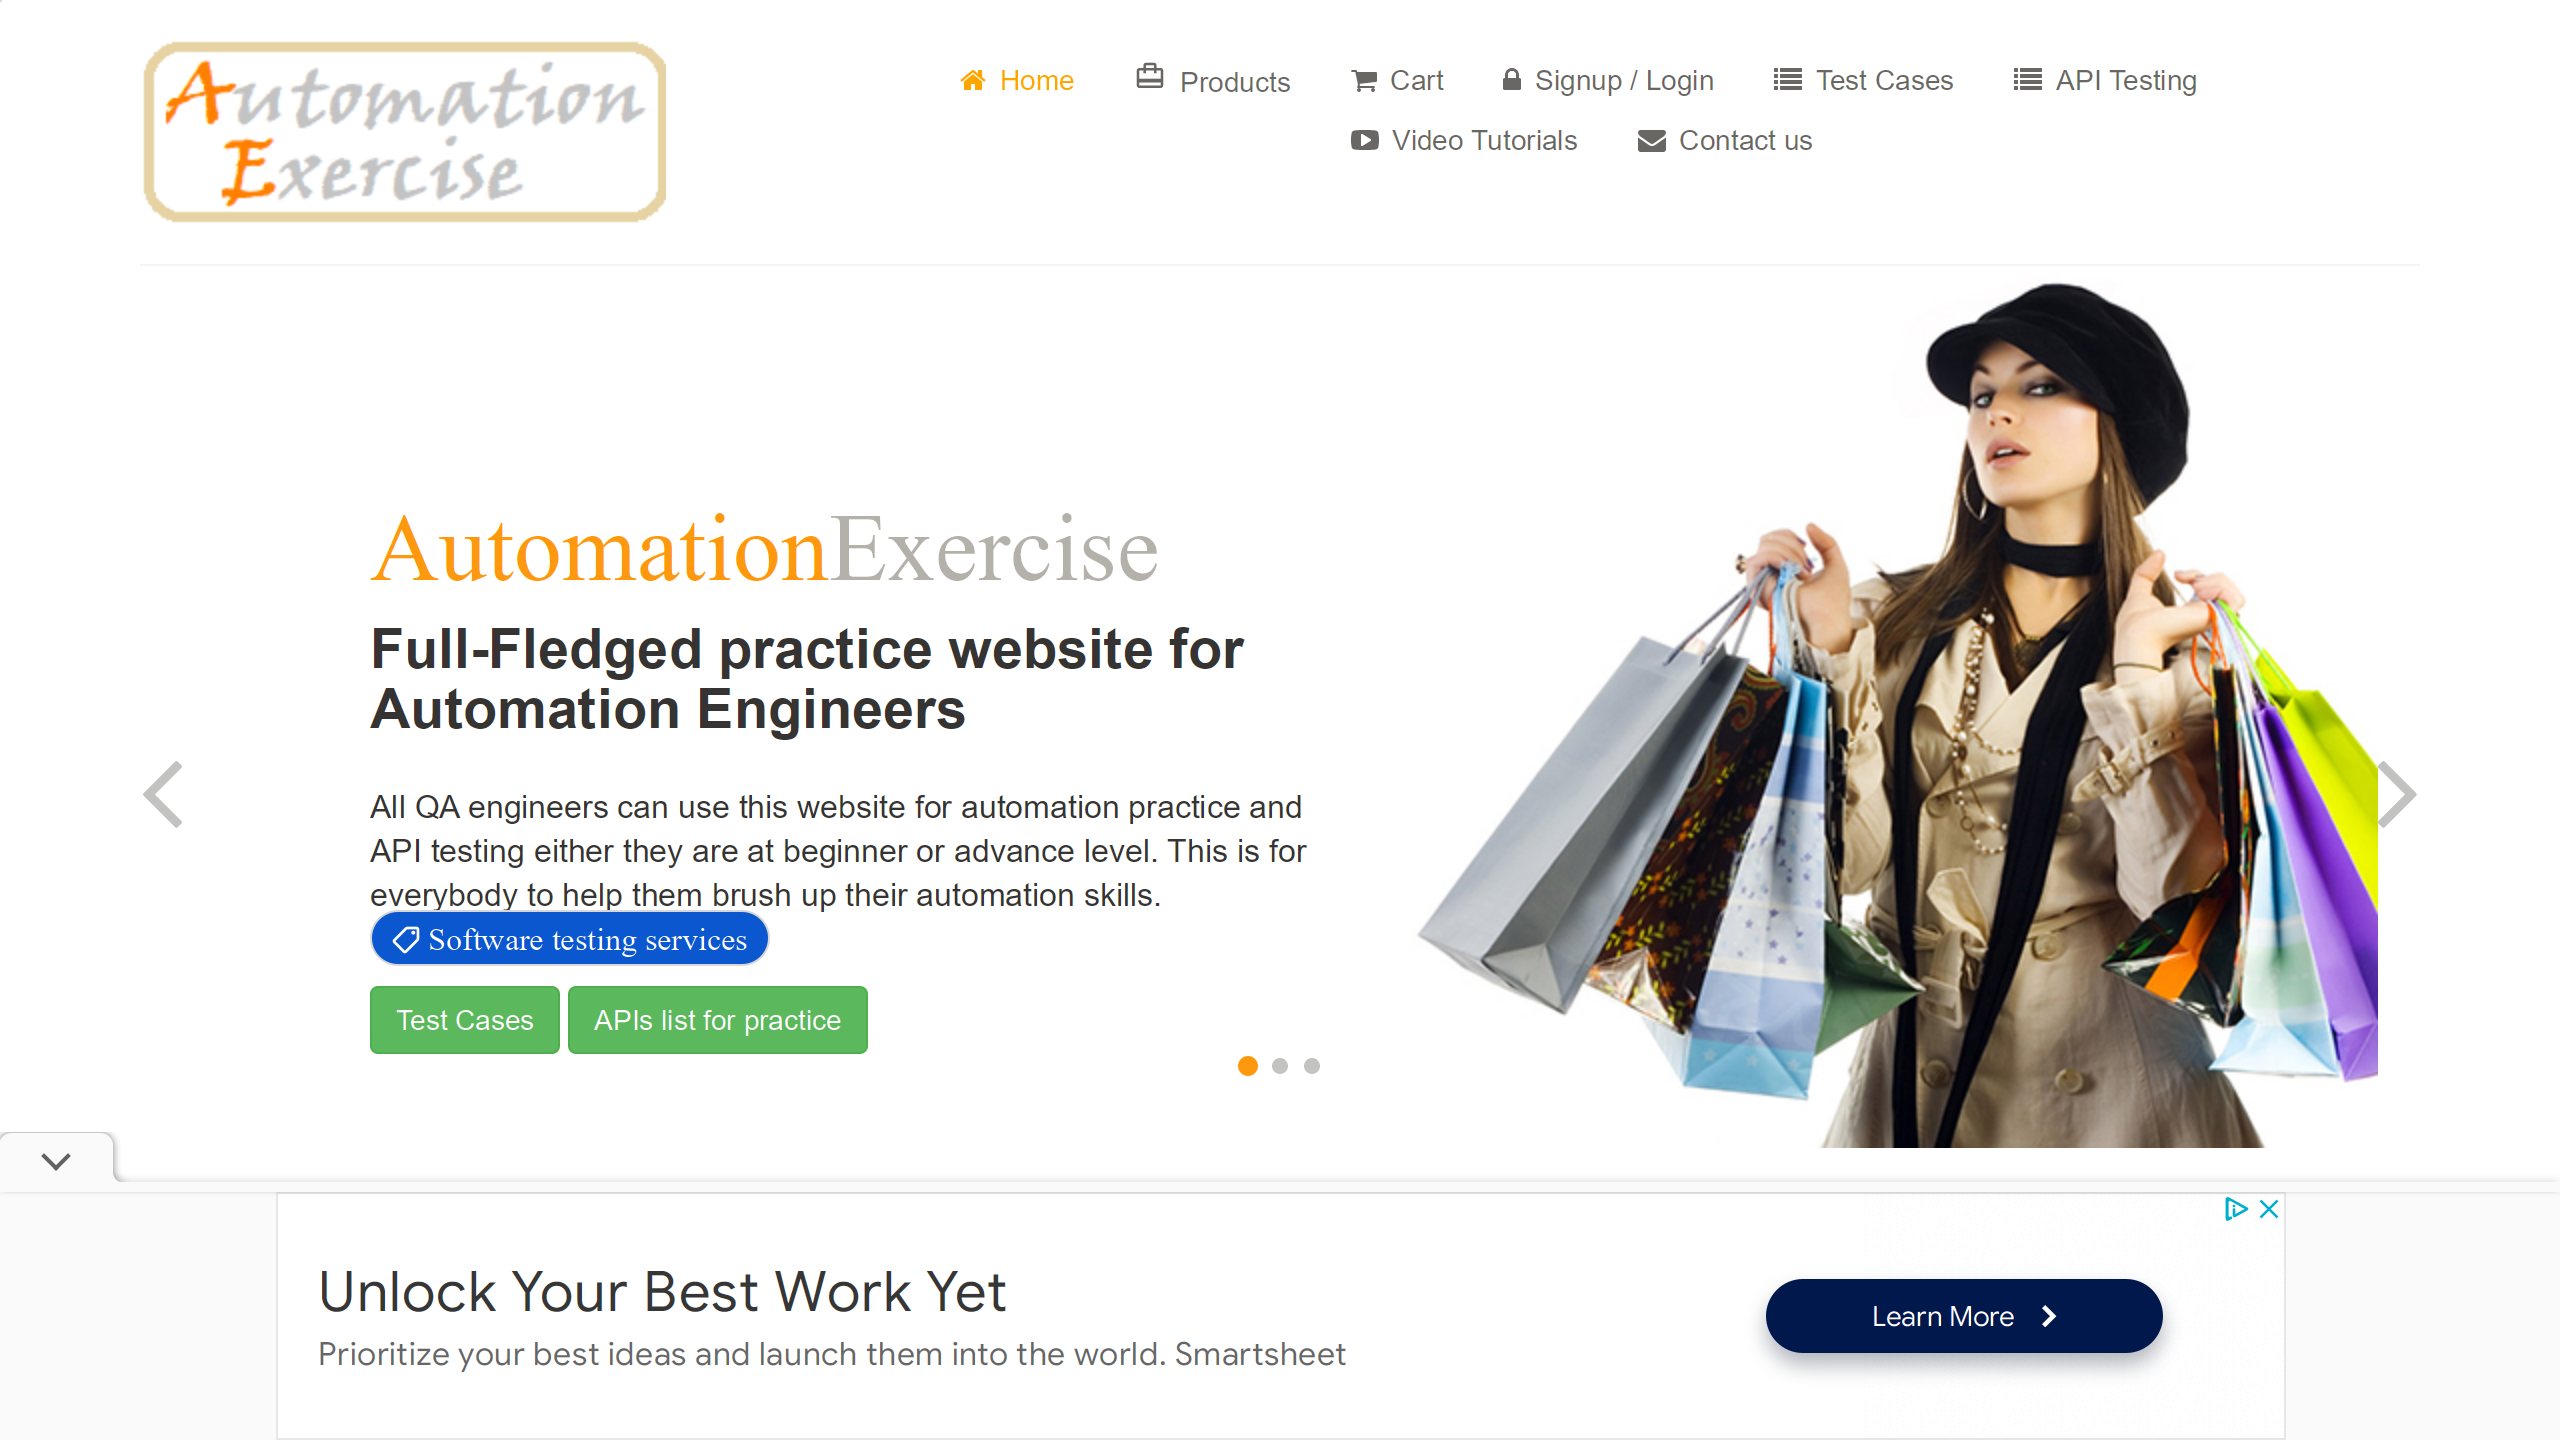 Automation
Exercise
Home
Products
Cart
Signup / Login
Test Cases
API Testing
Video Tutorials
Contact us
AutomationExercise
Full-Fledged practice website for
Automation Engineers
All QA engineers can use this website for automation practice and
API testing either they are at beginner or advance level. This is for
everybody to help them brush up their automation skills.
Software testing services
Test Cases
APIs list for practice
Unlock Your Best Work Yet
Prioritize your best ideas and launch them into the world. Smartsheet
Learn More